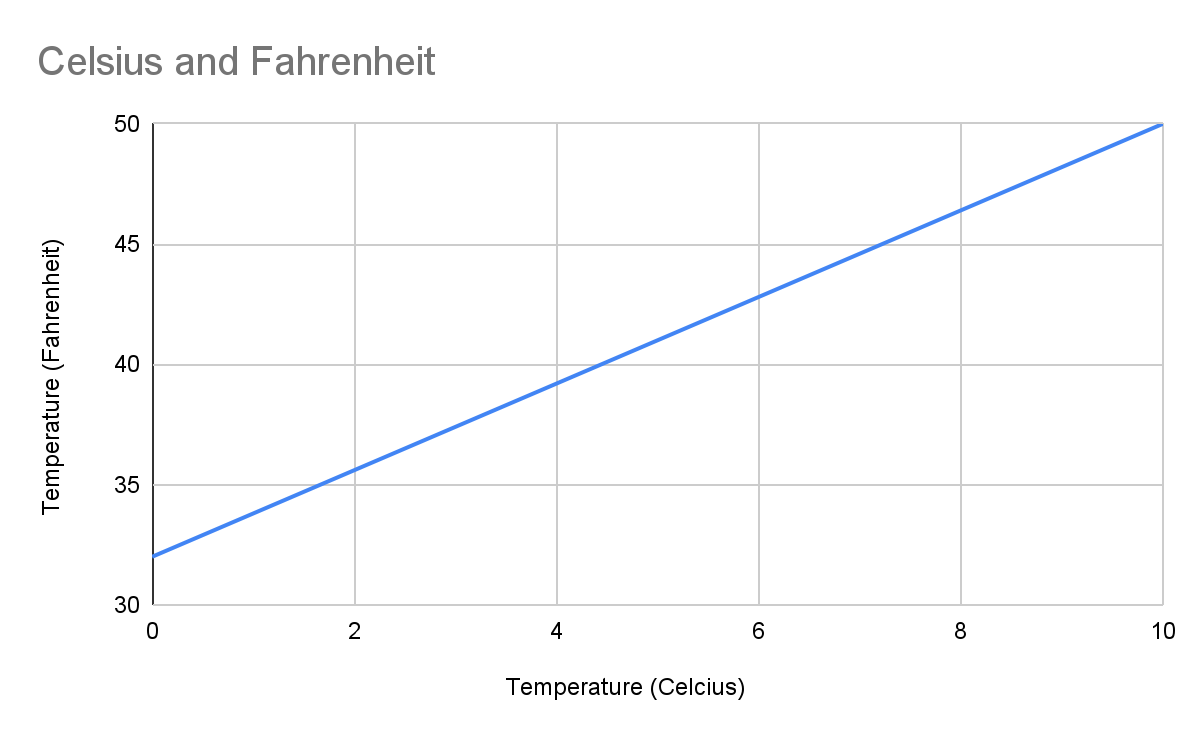 Celsius and Fahrenheit
50
45
40
35
30
Temperature (Fahrenheit)
0 2 4 6 8 10
Temperature (Celcius)